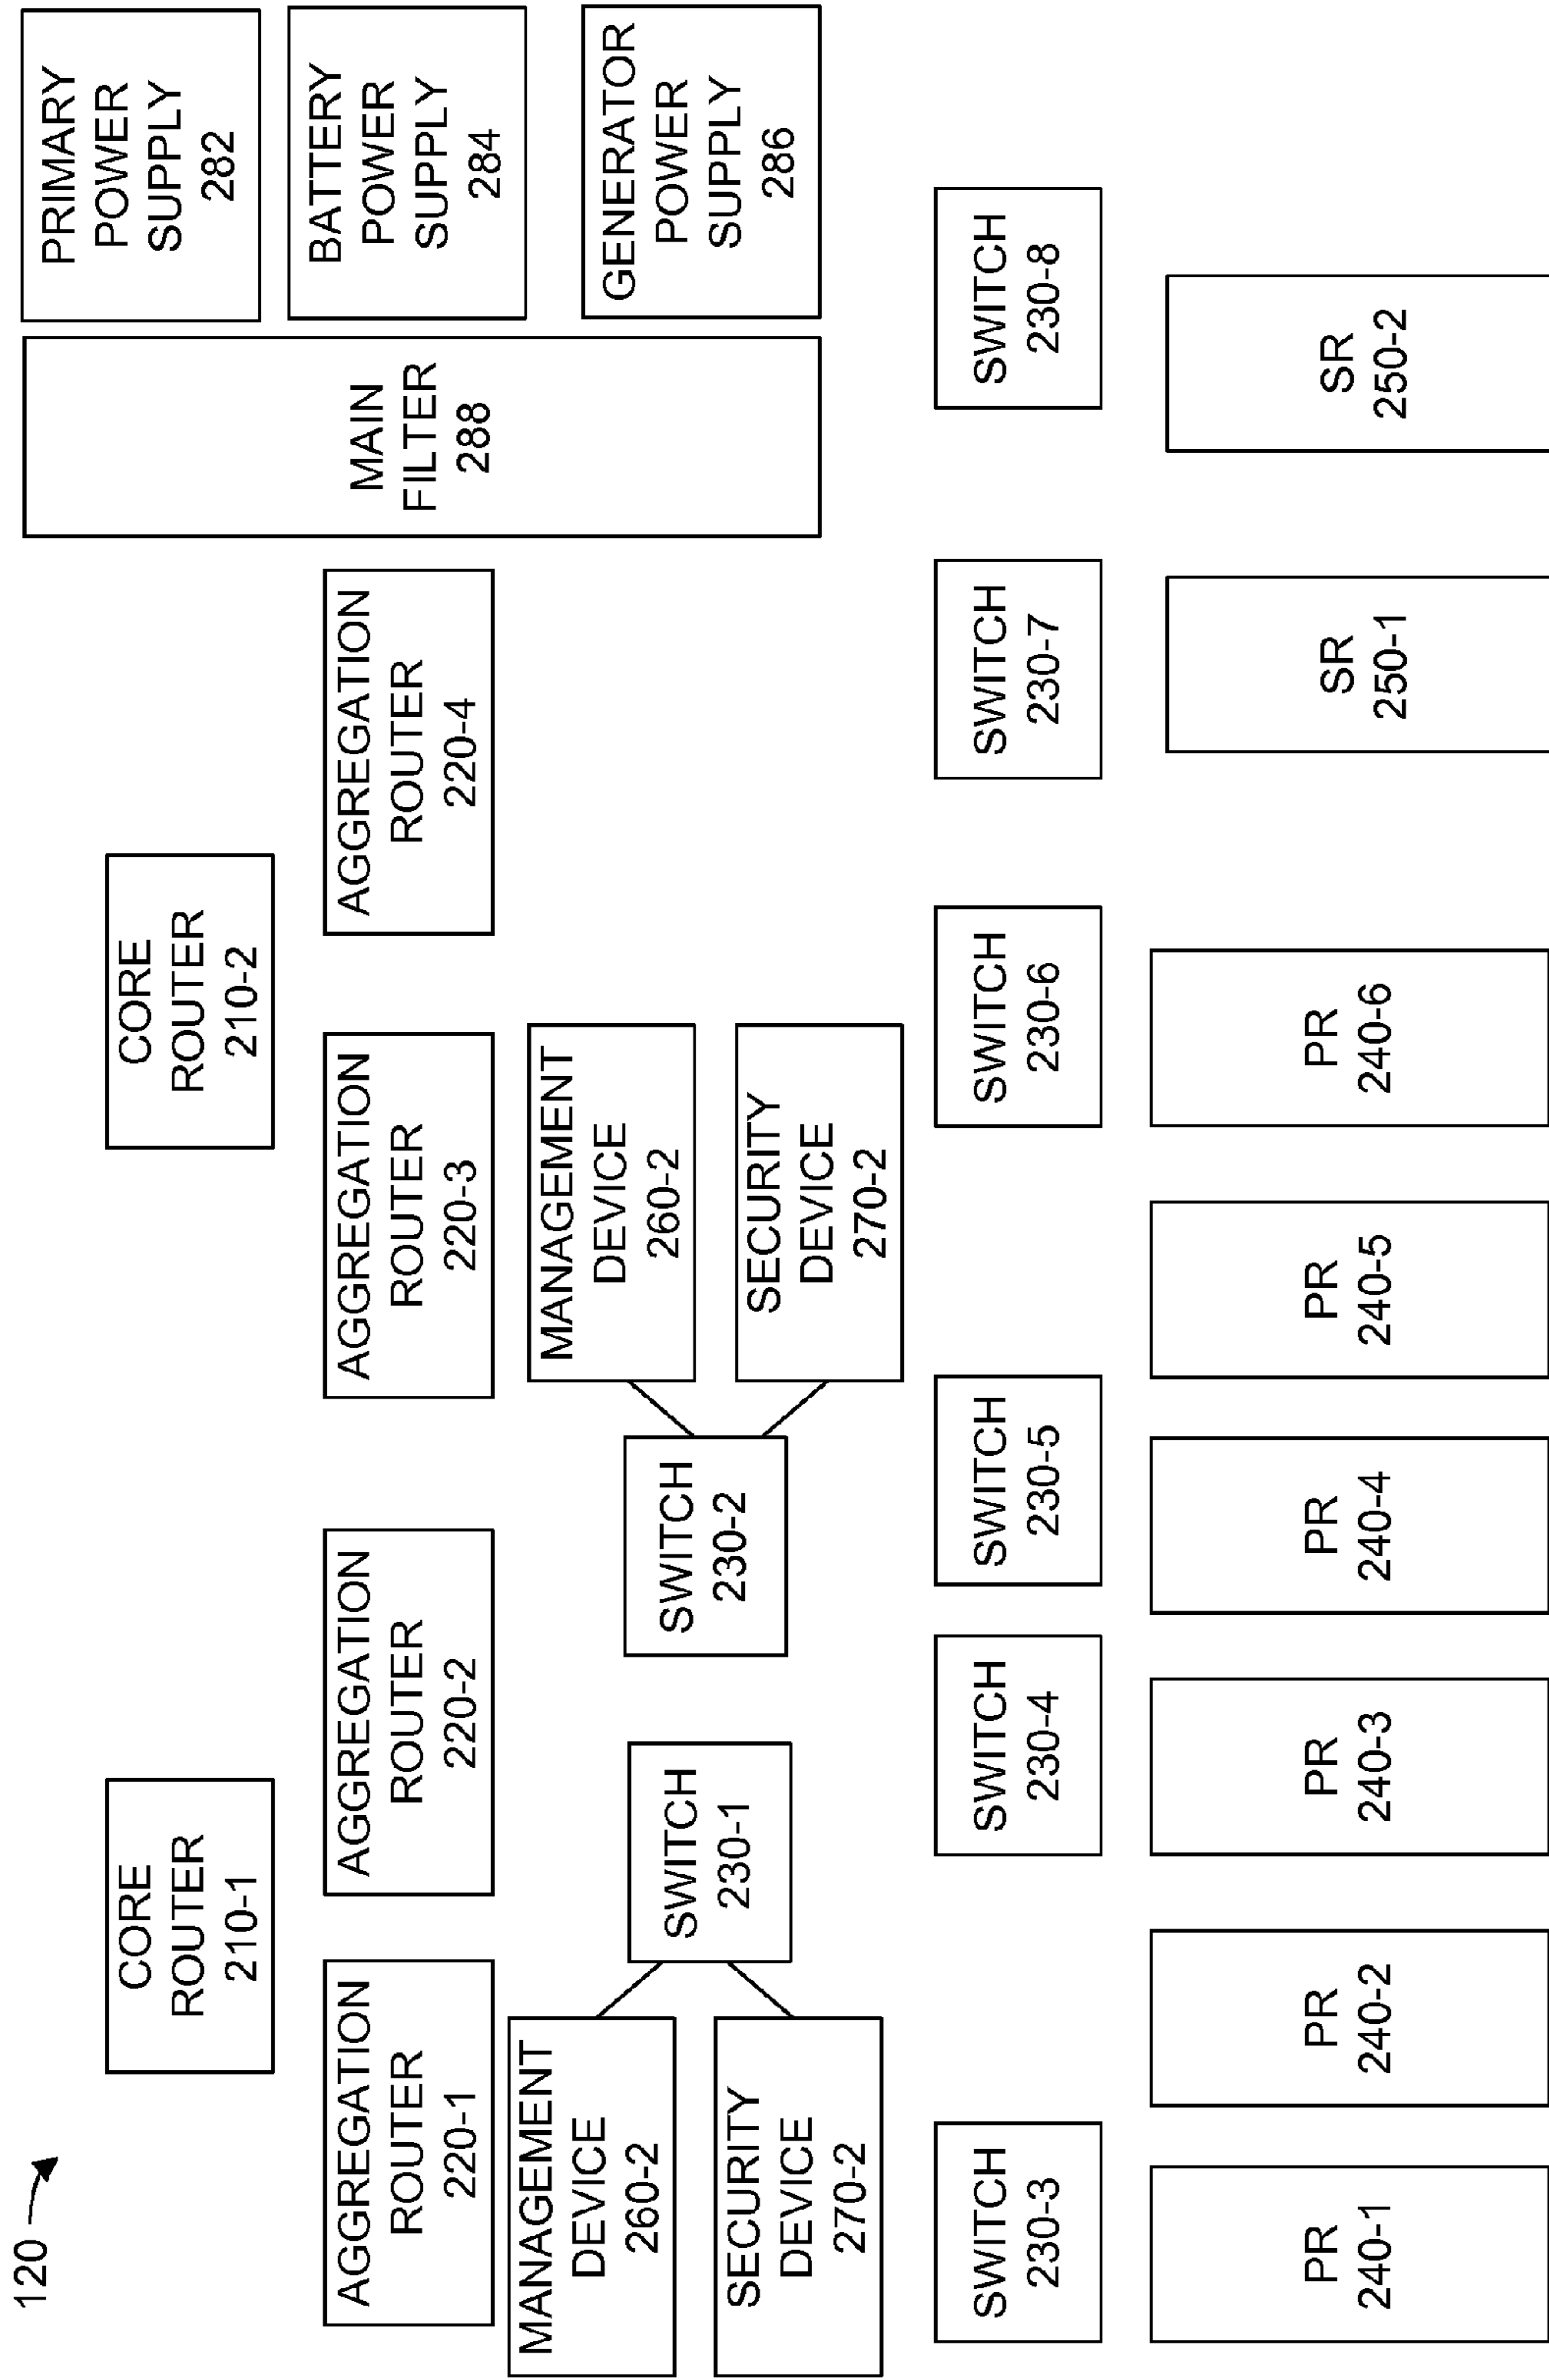 120
CORE
ROUTER
210-1
CORE
ROUTER
210-2
PRIMARY
POWER
SUPPLY
282
AGGREGATION
ROUTER
220-1
AGGREGATION
ROUTER
220-2
AGGREGATION
ROUTER
220-3
AGGREGATION
ROUTER
220-4
MAIN
FILTER
288
BATTERY
POWER
SUPPLY
284
MANAGEMENT
DEVICE
260-2
SWITCH
230-1
SECURITY
DEVICE
270-2
SWITCH
230-2
MANAGEMENT
DEVICE
260-2
SECURITY
DEVICE
270-2
GENERATOR
POWER
SUPPLY
286
SWITCH
230-3
SWITCH
230-4
SWITCH
230-5
SWITCH
230-6
SWITCH
230-7
SWITCH
230-8
PR
240-1
PR
240-2
PR
240-3
PR
240-4
PR
240-5
PR
240-6
SR
250-1
SR
250-2